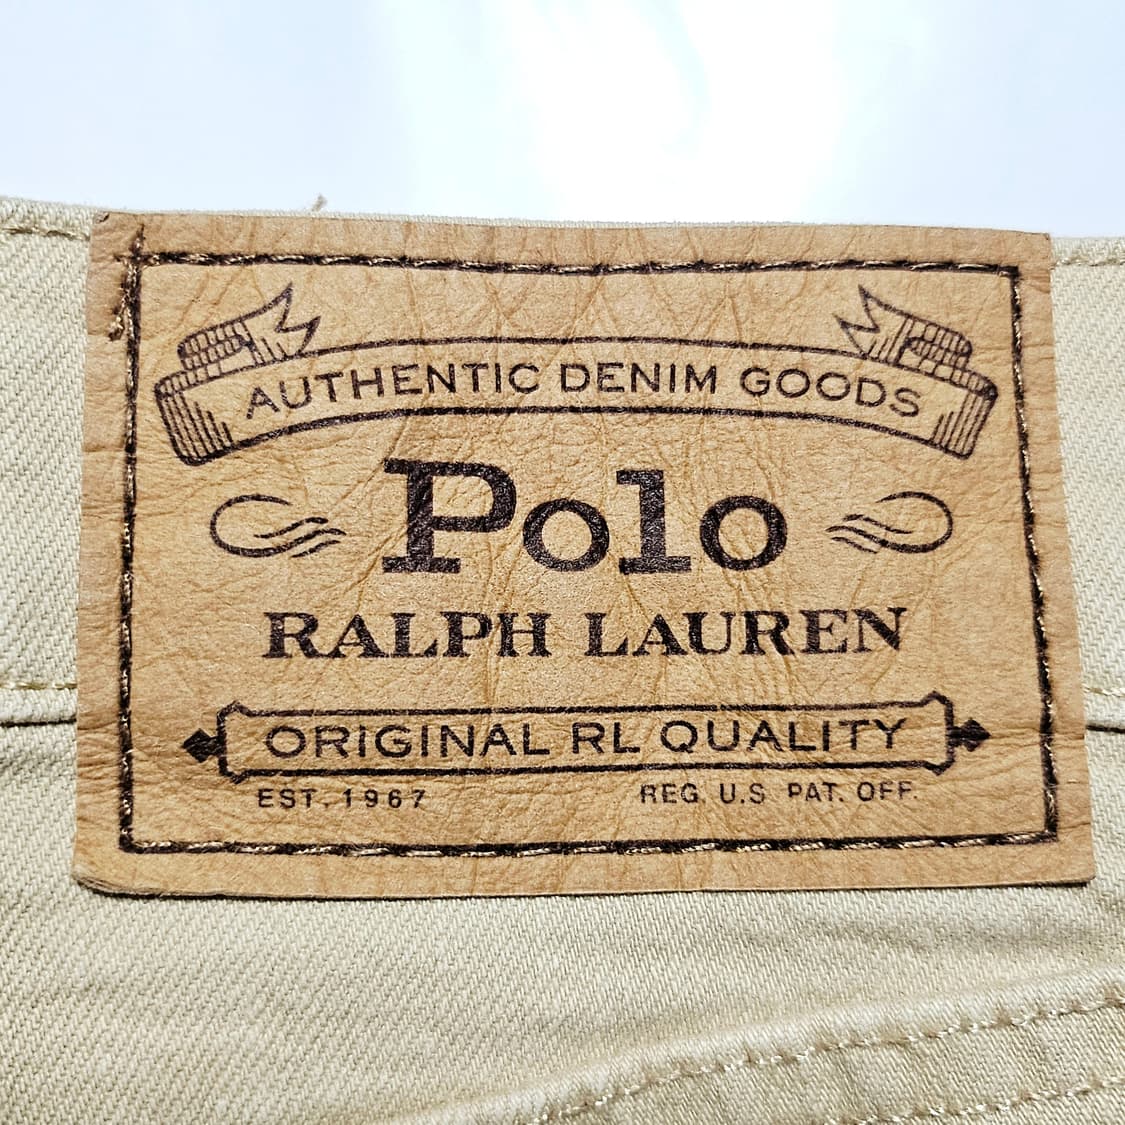 AUTHENTIC DENIM GOODS
Polo
RALPH LAUREN
ORIGINAL RL QUALITY
EST. 1967 REG. U.S PAT. OFF.